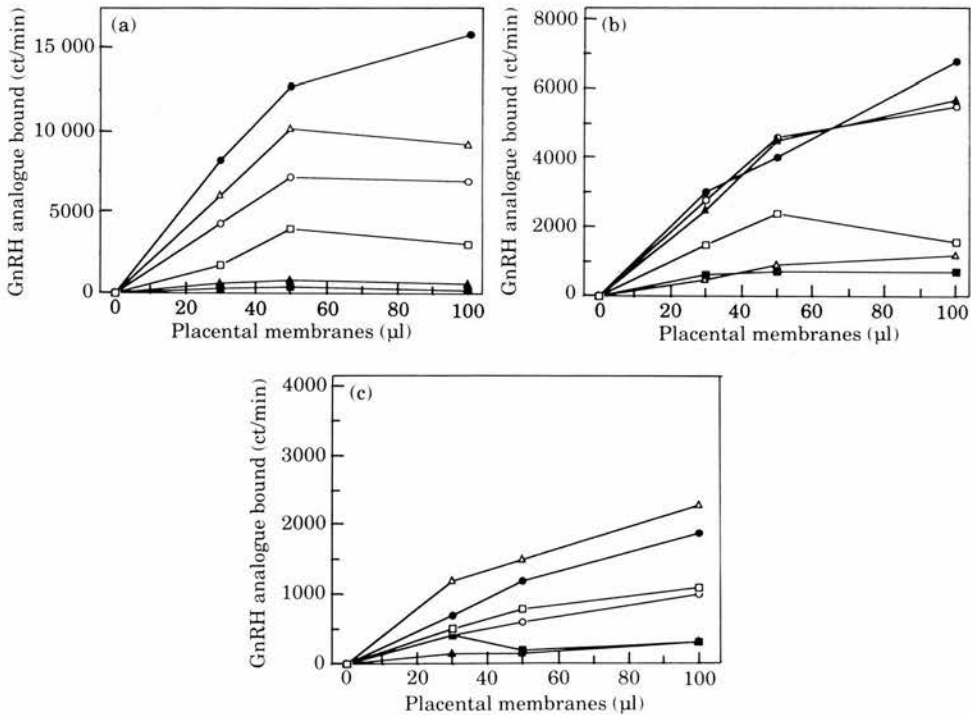 (a)
GnRH analogue bound (ct/min)
15 000
10 000
5000
0
0 20 40 60 80 100
Placental membranes (µl)
(b)
GnRH analogue bound (ct/min)
8000
6000
4000
2000
0
0 20 40 60 80 100
Placental membranes (µl)
(c)
GnRH analogue bound (ct/min)
4000
3000
2000
1000
0
0 20 40 60 80 100
Placental membranes (µl)